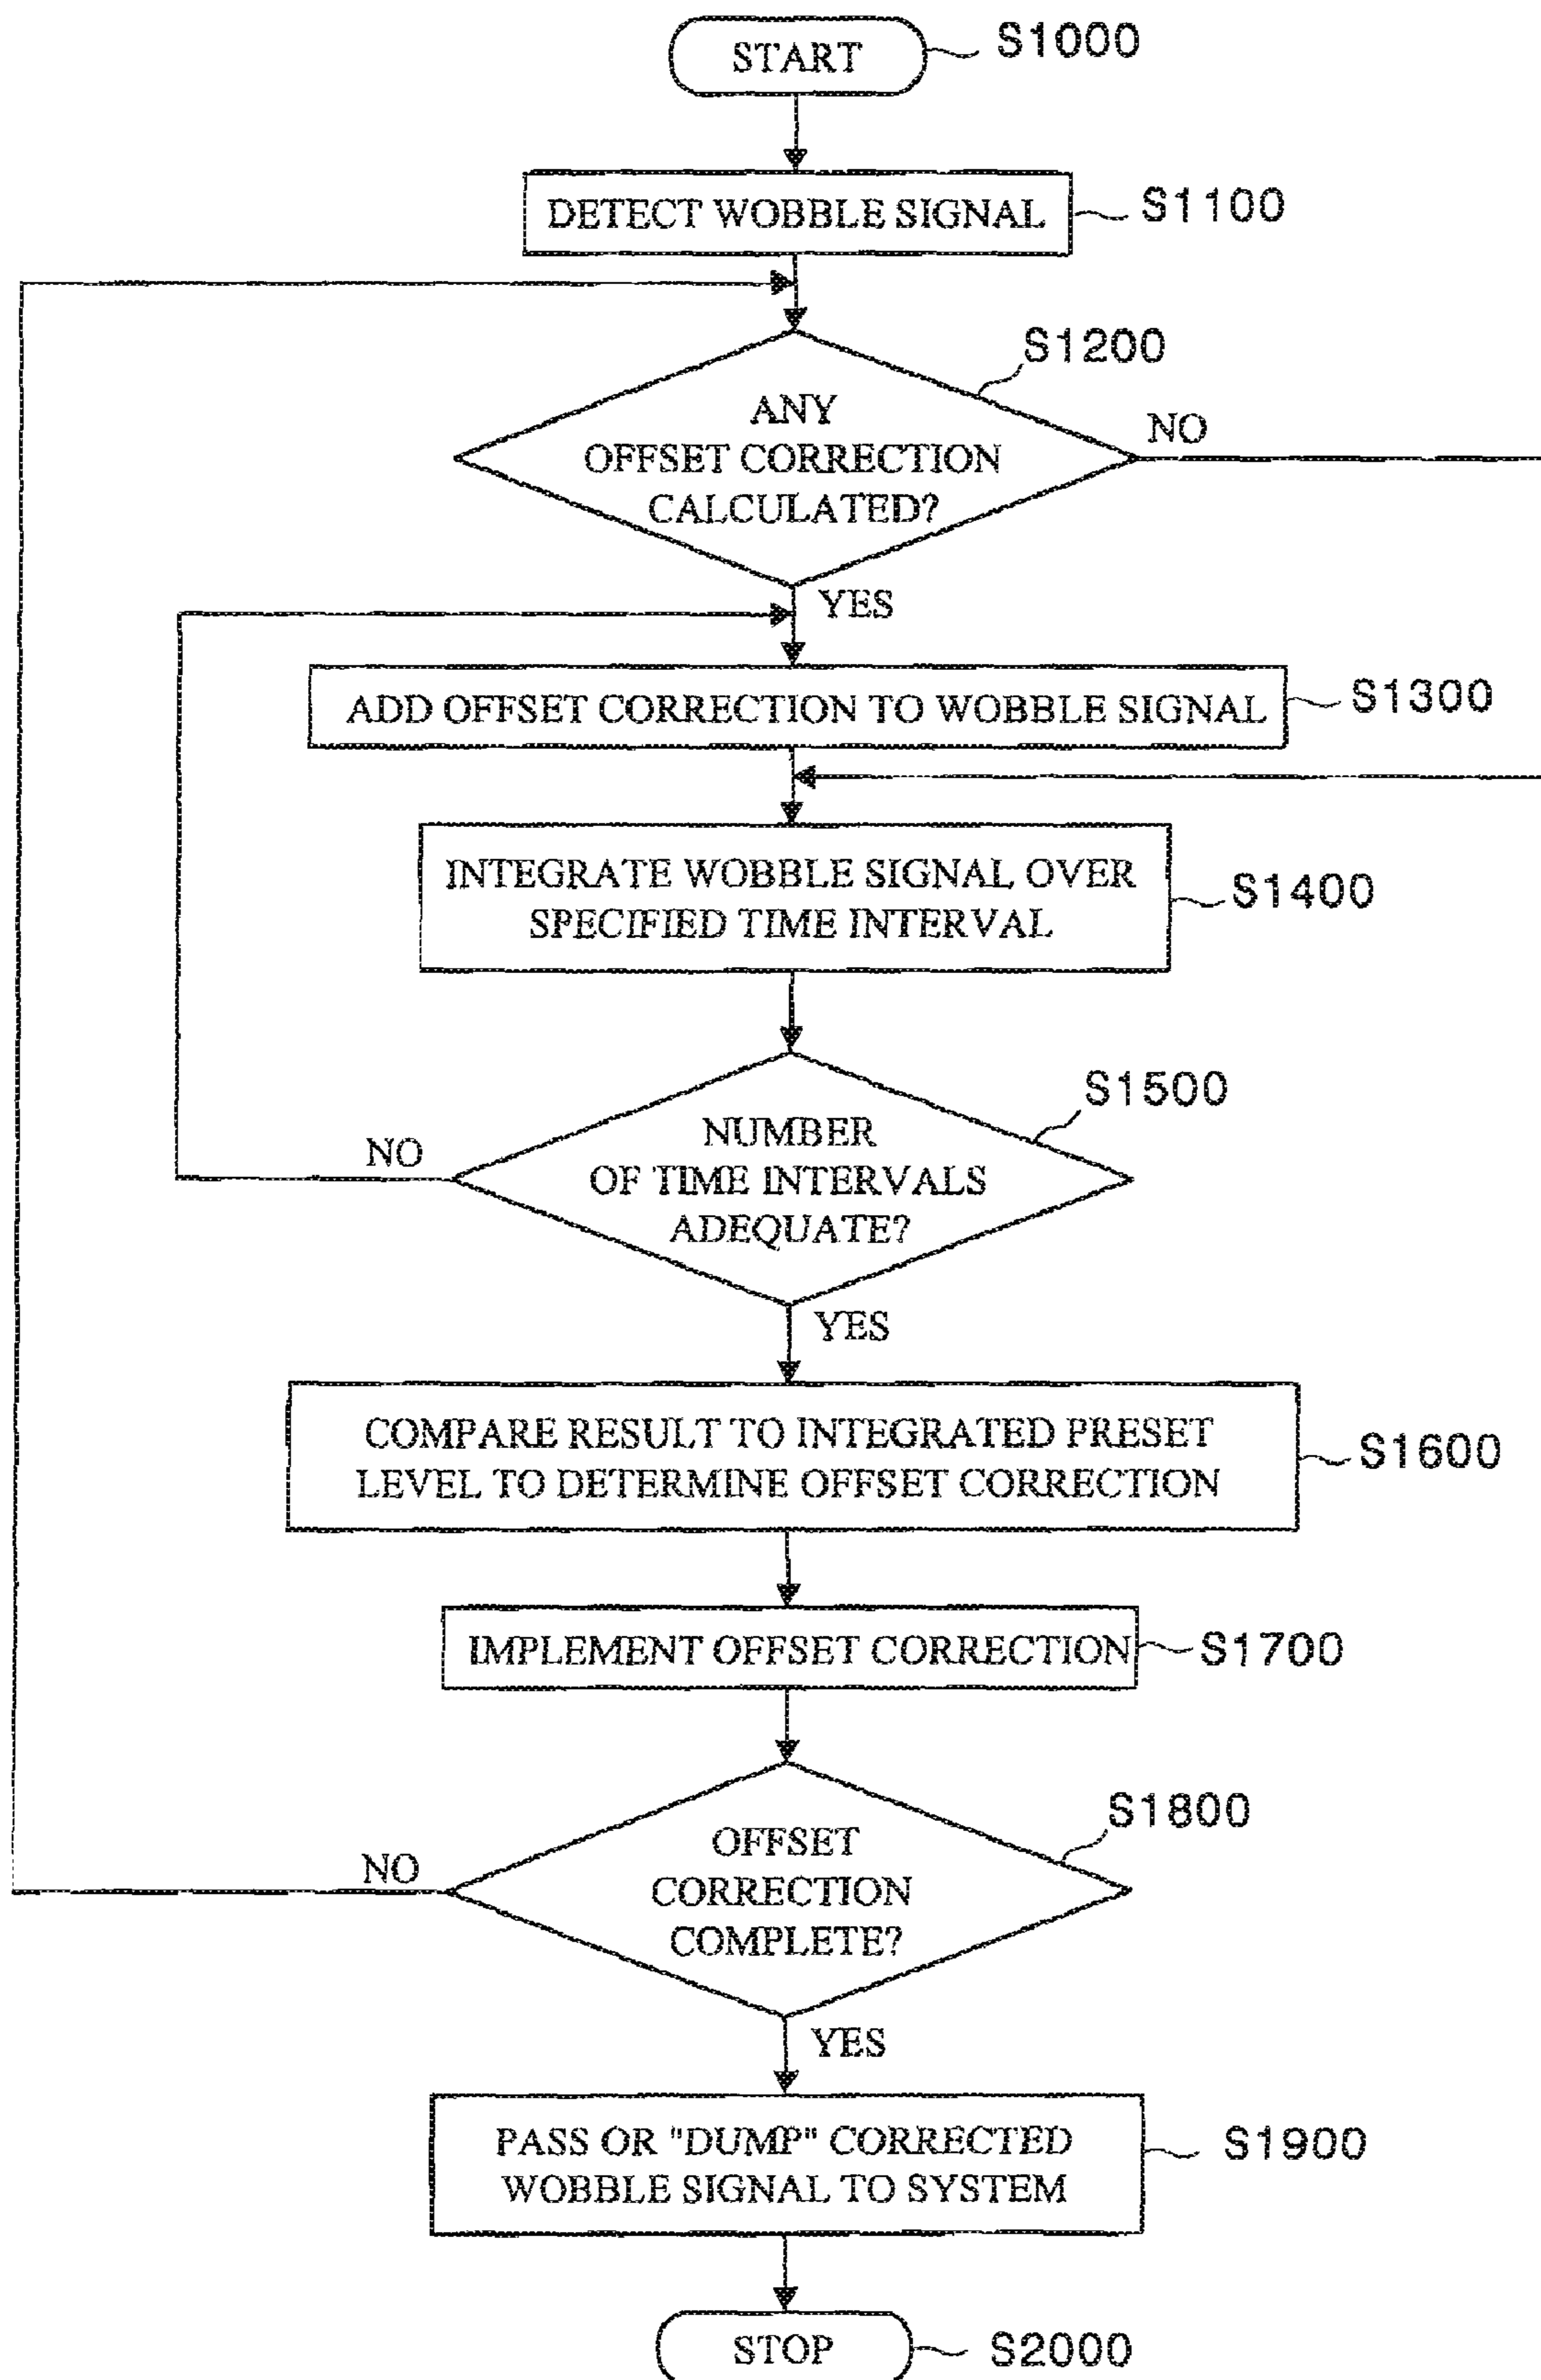 START
S1000
DETECT WOBBLE SIGNAL
S1100
S1200
ANY
OFFSET CORRECTION
CALCULATED?
NO
YES
ADD OFFSET CORRECTION TO WOBBLE SIGNAL
S1300
INTEGRATE WOBBLE SIGNAL OVER
SPECIFIED TIME INTERVAL
S1400
S1500
NUMBER
OF TIME INTERVALS
ADEQUATE?
NO
YES
COMPARE RESULT TO INTEGRATED PRESET
LEVEL TO DETERMINE OFFSET CORRECTION
S1600
IMPLEMENT OFFSET CORRECTION
S1700
S1800
OFFSET
CORRECTION
COMPLETE?
NO
YES
PASS OR "DUMP" CORRECTED
WOBBLE SIGNAL TO SYSTEM
S1900
STOP
S2000